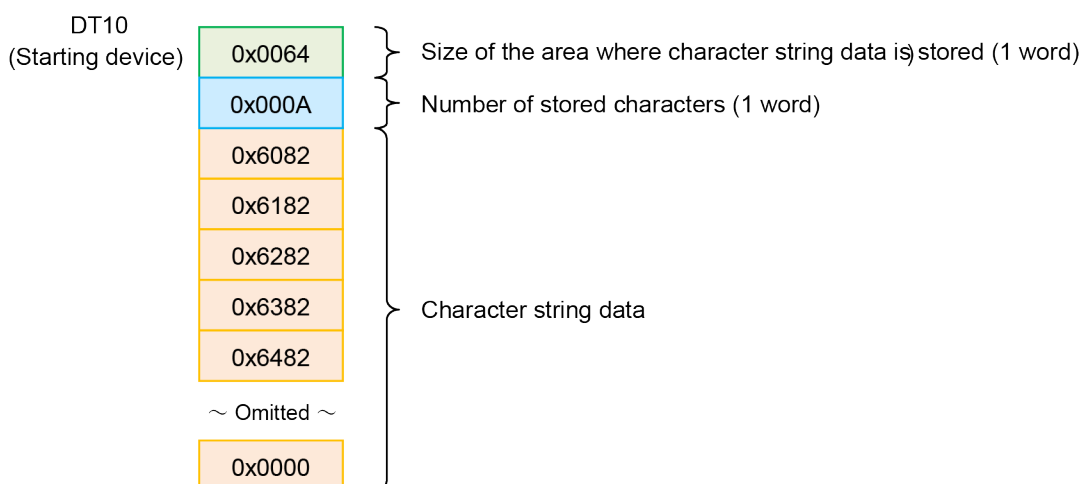 DT10
(Starting device)
0x0064
Size of the area where character string data is) stored (1 word)
0x000A
Number of stored characters (1 word)
0x6082
0x6182
0x6282
0x6382
Character string data
0x6482
～ Omitted ～
0x0000